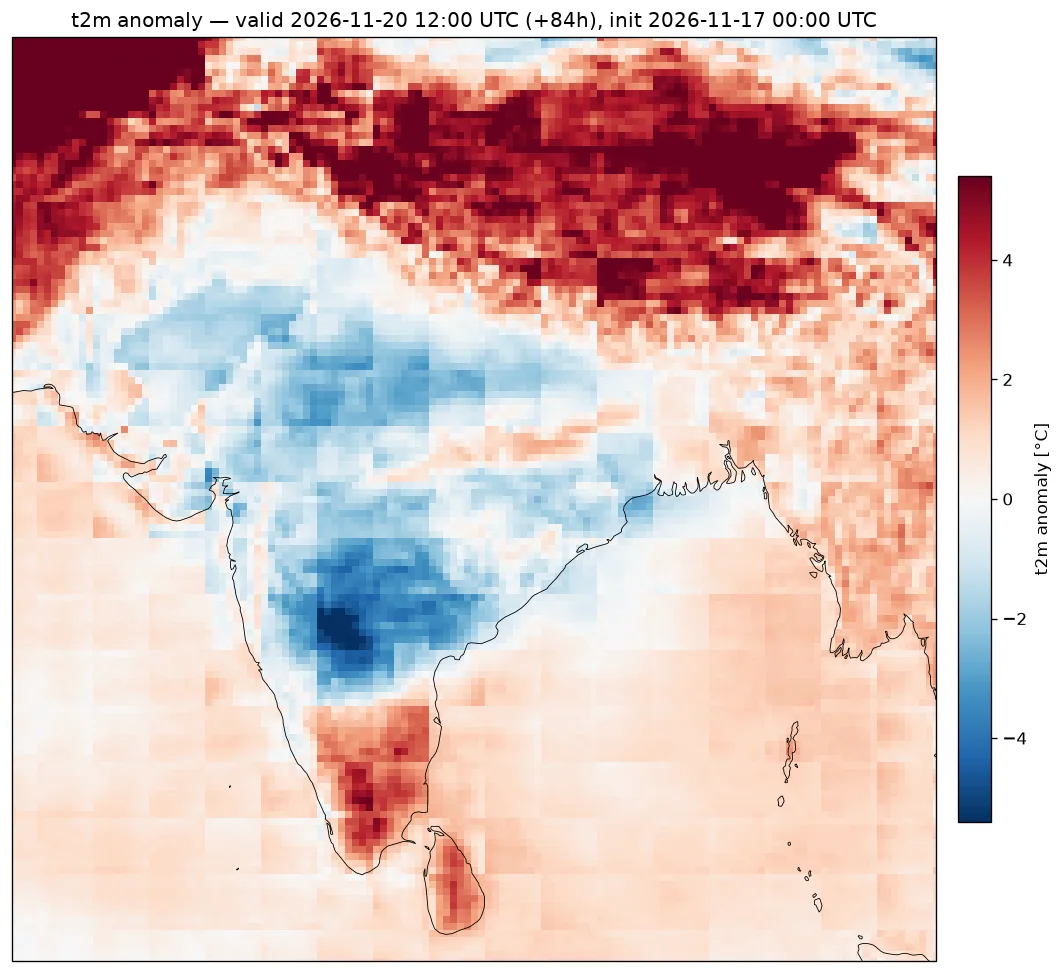 t2m anomaly — valid 2026-11-20 12:00 UTC (+84h), init 2026-11-17 00:00 UTC
4
2
0
−2
−4
t2m anomaly [°C]